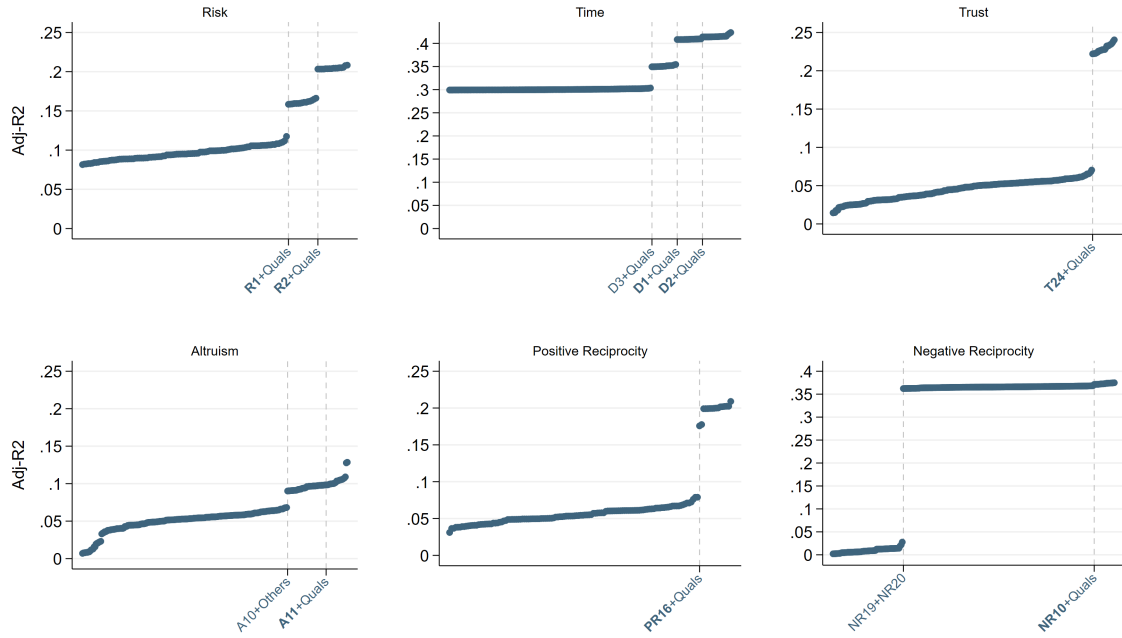 Risk
Time
Trust
Adj-R2
.25
.2
.15
.1
.05
0
R1+Quals
R2+Quals
.4
.35
.3
.25
.2
.15
.1
.05
0
D3+Quals
D1+Quals
D2+Quals
.25
.2
.15
.1
.05
0
T24+Quals
Altruism
Positive Reciprocity
Negative Reciprocity
Adj-R2
.25
.2
.15
.1
.05
0
A10+Others
A11+Quals
.25
.2
.15
.1
.05
0
PR16+Quals
.4
.35
.3
.25
.2
.15
.1
.05
0
NR19+NR20
NR10+Quals